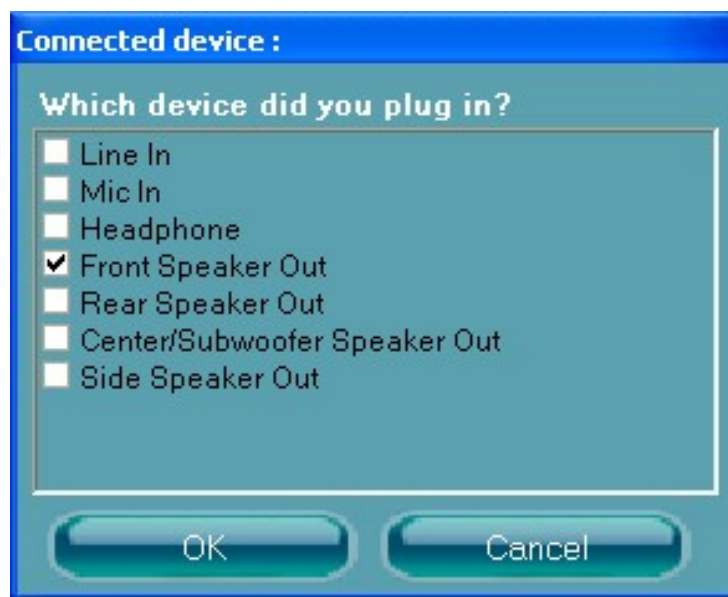 Connected device :
Which device did you plug in?
Line In
Mic In
Headphone
Front Speaker Out
Rear Speaker Out
Center/Subwoofer Speaker Out
Side Speaker Out
OK
Cancel